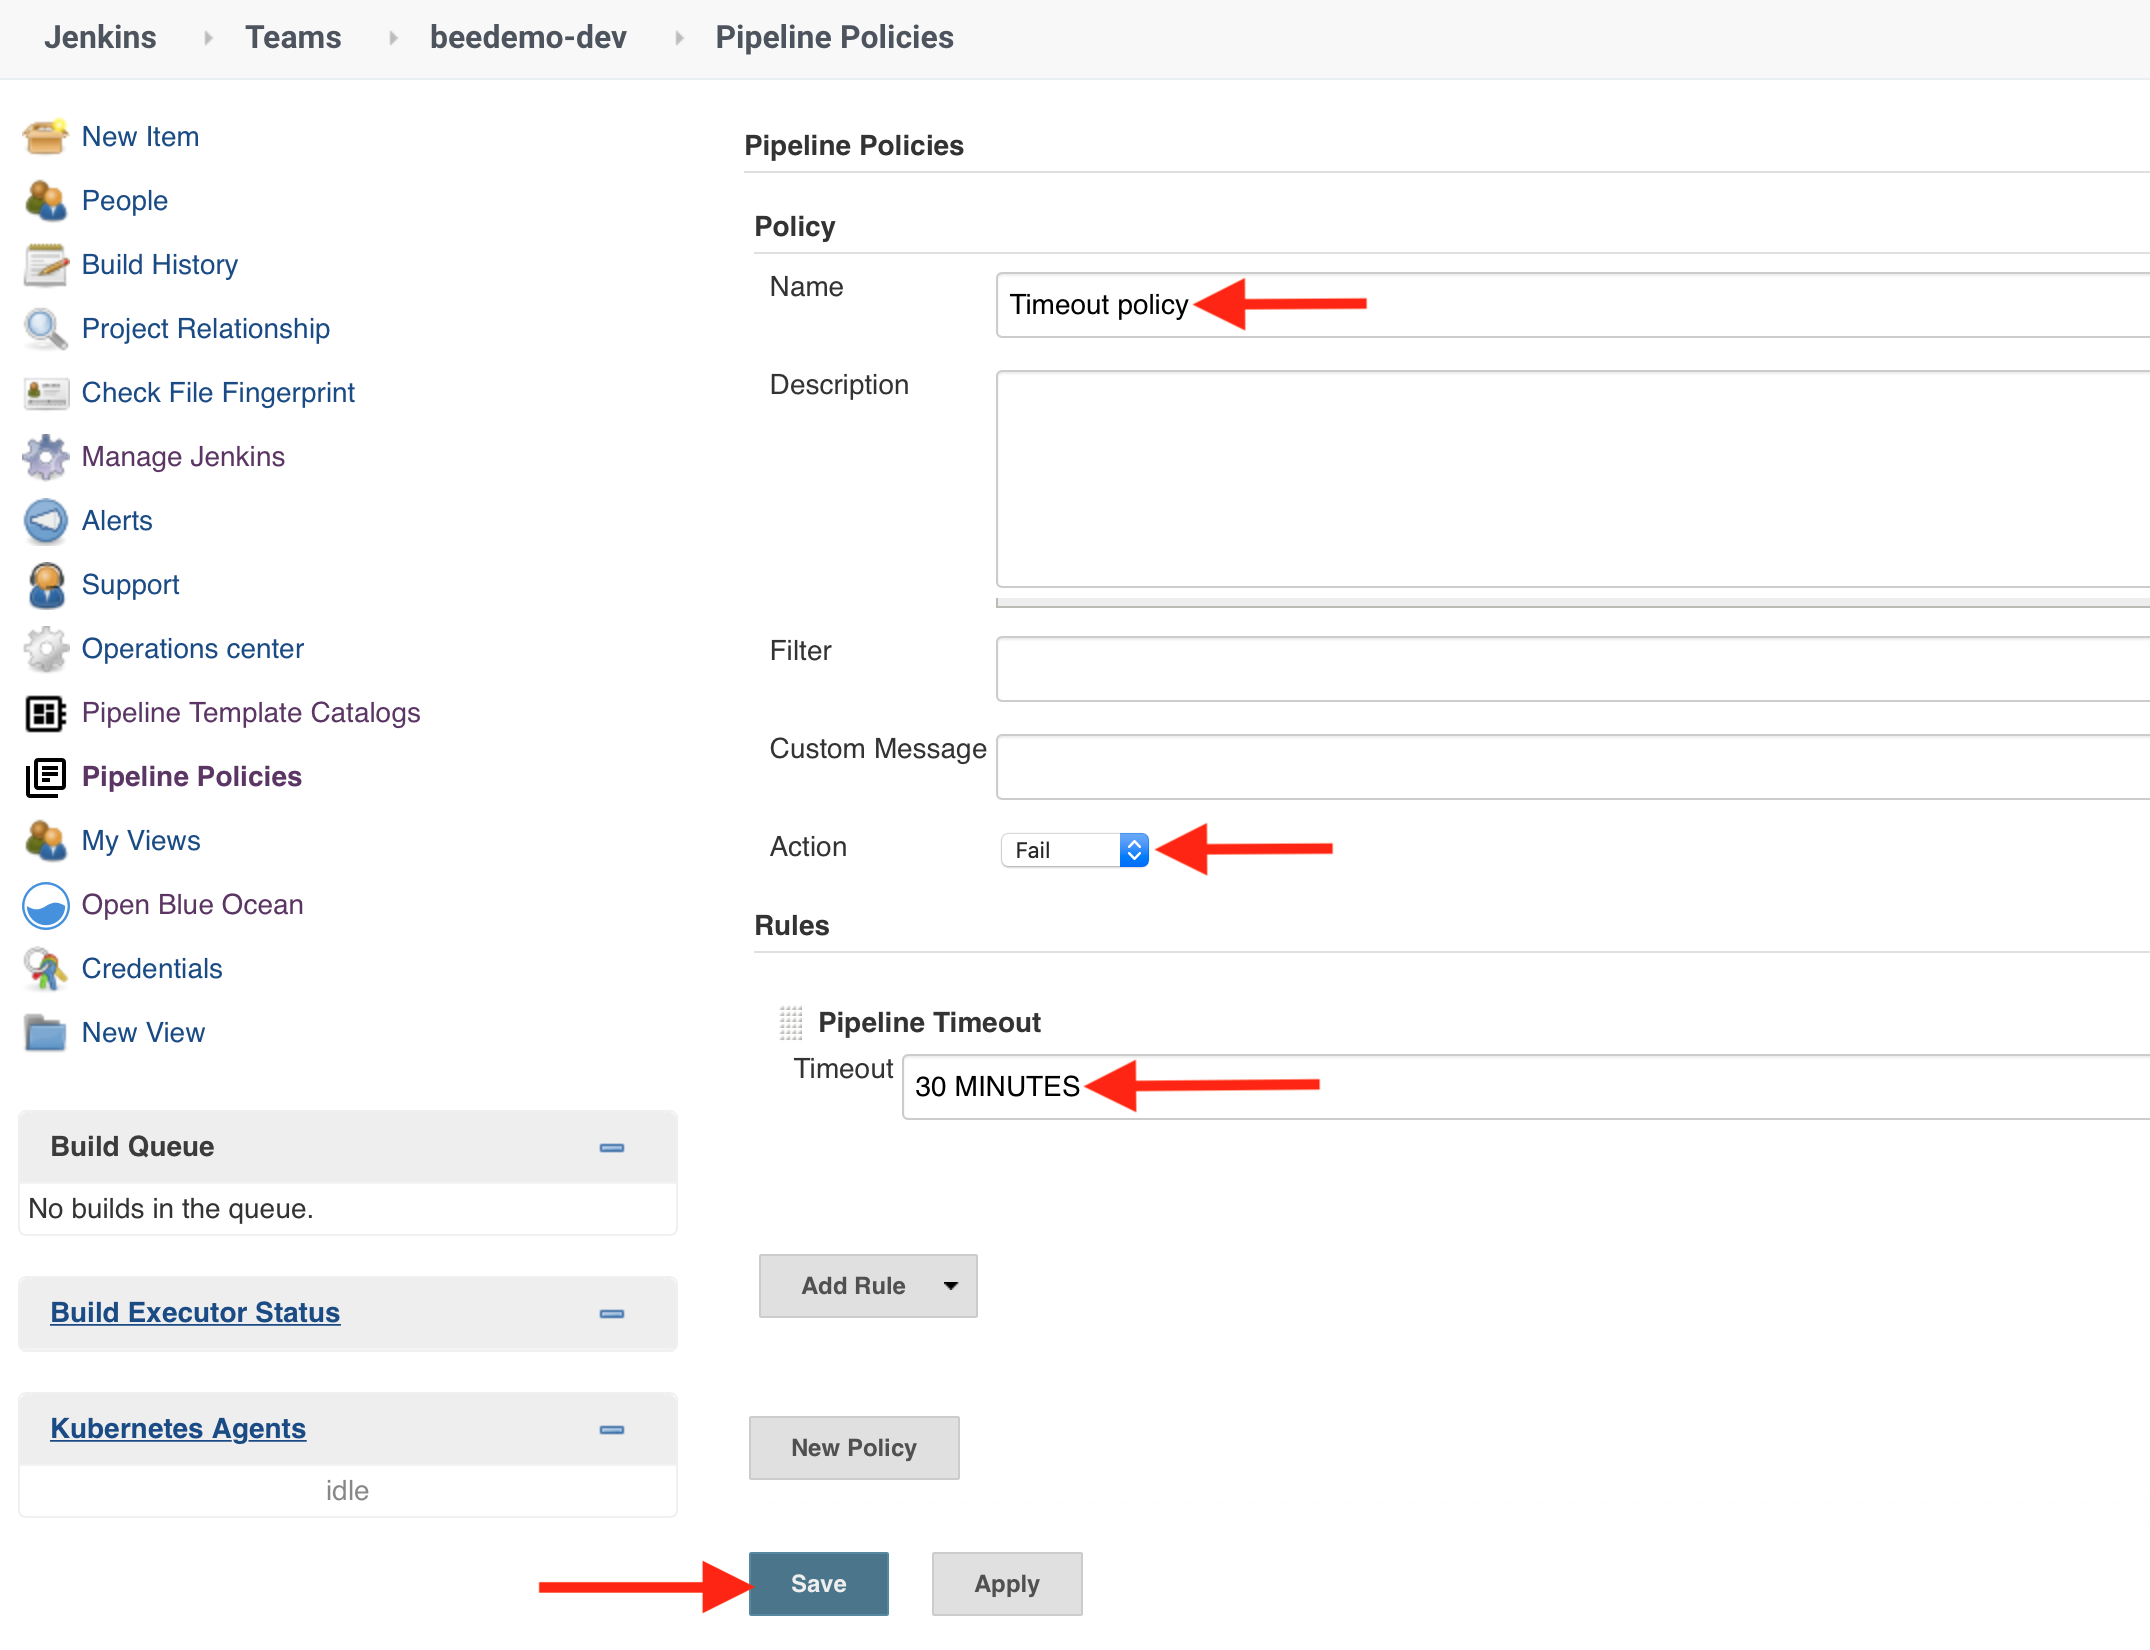 Jenkins Teams beedemo-dev Pipeline Policies
New Item
People
Build History
Project Relationship
Check File Fingerprint
Manage Jenkins
Alerts
Support
Operations center
Pipeline Template Catalogs
Pipeline Policies
My Views
Open Blue Ocean
Credentials
New View
Build Queue
No builds in the queue.
Build Executor Status
Kubernetes Agents
idle
Pipeline Policies
Policy
Name
Timeout policy
Description
Filter
Custom Message
Action
Fail
Rules
Pipeline Timeout
Timeout
30 MINUTES
Add Rule
New Policy
Save
Apply